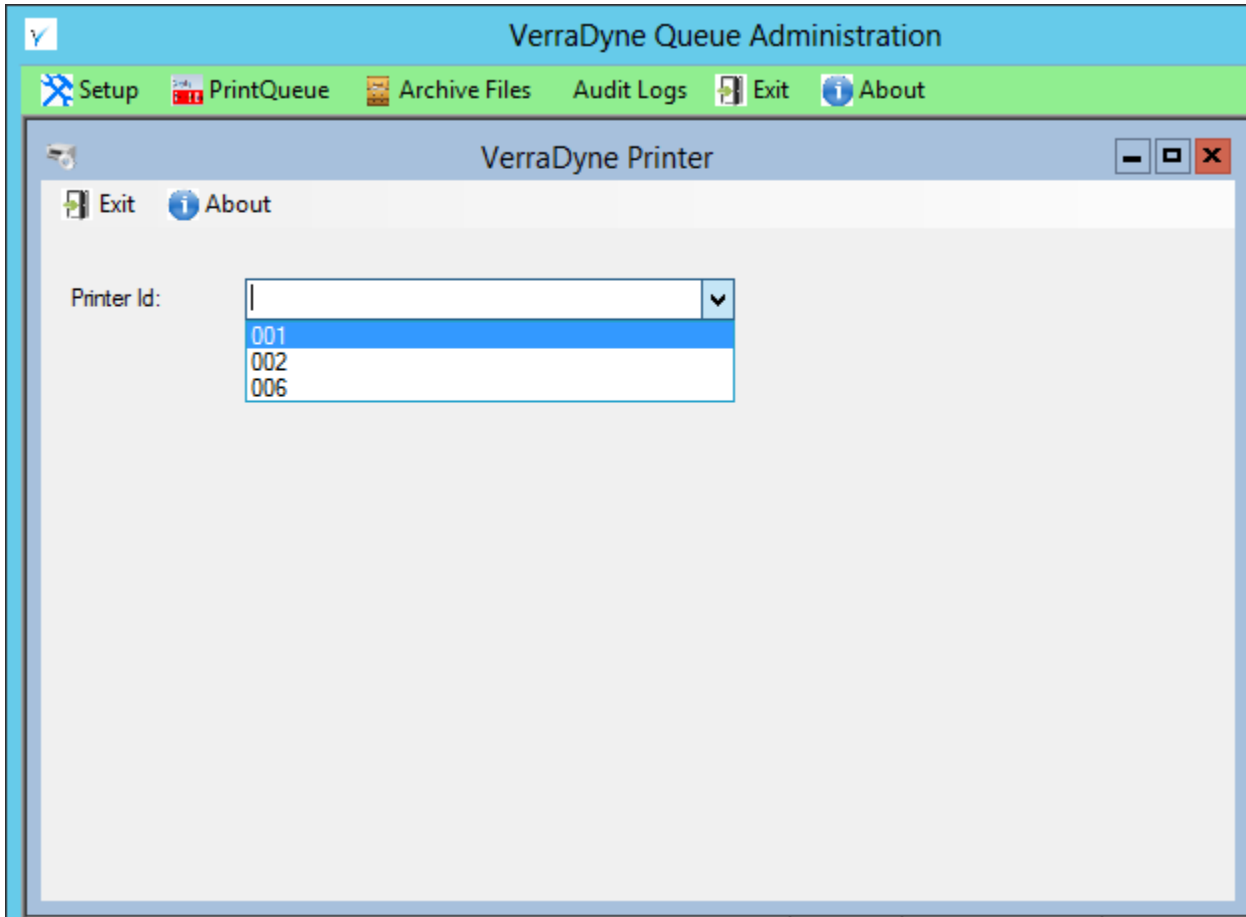 VerraDyne Queue Administration
Setup PrintQueue Archive Files Audit Logs Exit About
VerraDyne Printer
Exit About
Printer Id:
001
002
006